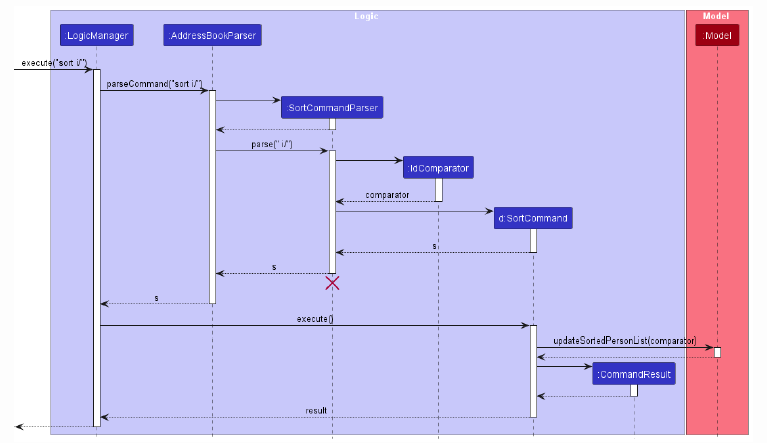 Logic
Model
:LogicManager
:AddressBookParser
:Model
execute("sort i/")
parseCommand("sort i/")
:SortCommandParser
parse(" i/")
:IdComparator
comparator
d:SortCommand
s
s
s
execute()
updateSortedPersonList(comparator)
:CommandResult
result